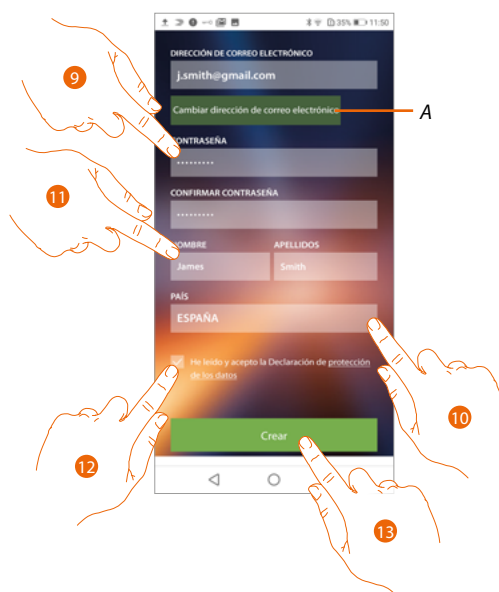 35% 11:50
DIRECCIÓN DE CORREO ELECTRÓNICO
j.smith@gmail.com
9
Cambiar dirección de correo electrónico
A
CONTRASEÑA
•••••••••
CONFIRMAR CONTRASEÑA
•••••••••
11
NOMBRE APELLIDOS
James Smith
PAÍS
ESPAÑA
He leído y acepto la Declaración de protección
de los datos
10
Crear
12
13